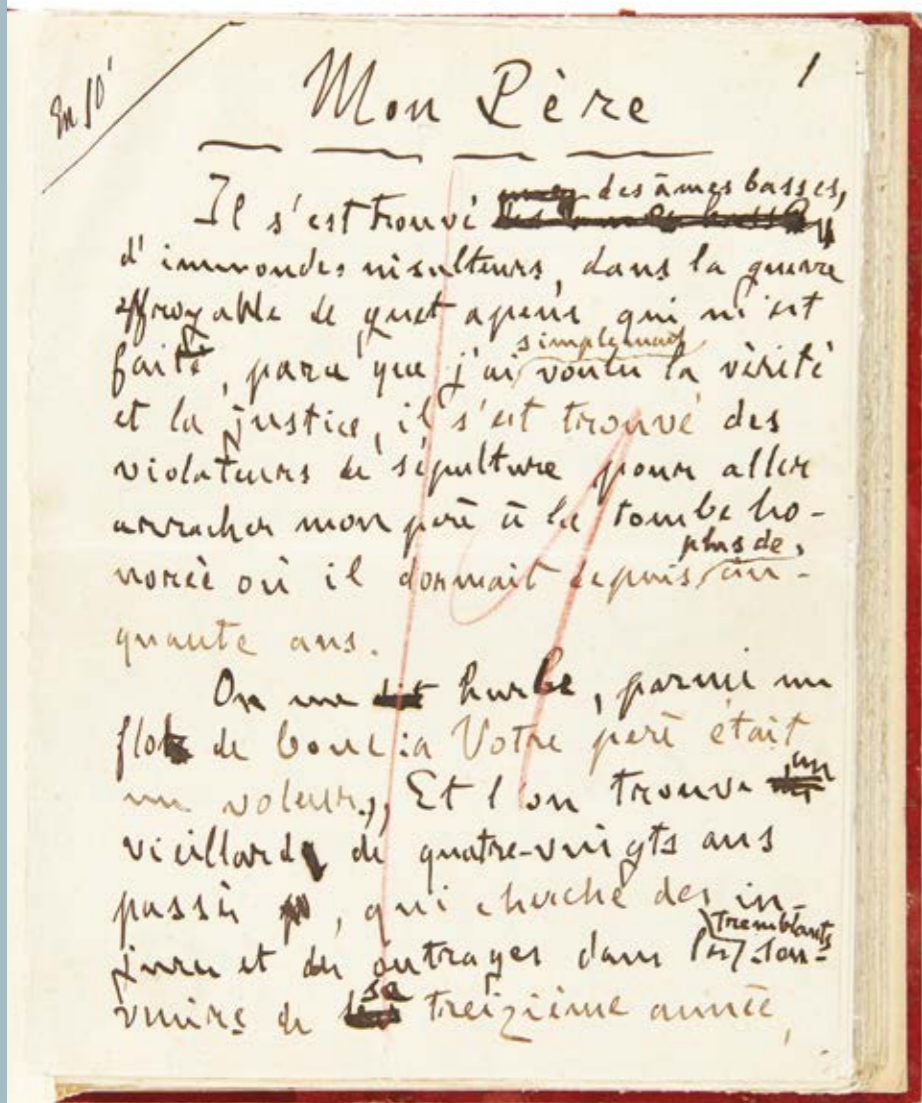 En 10^e
1
Mon Père
Il s'est trouvé des âmes basses,
d'immondes insulteurs, dans la guerre
effroyable de guet apens qui m'est
faite, parce que j'ai simplement voulu la vérité
et la justice, il s'est trouvé des
violateurs de sépulture pour aller
arracher mon père à la tombe ho-
norée où il dormait depuis plus de cin-
quante ans.
On me hurle, parmi un
flot de boue : « Votre père était
un voleur », Et l'on trouve un
vieillard de quatre-vingts ans
passés, qui cherche des in-
jures et des outrages dans les tremblants sou-
venirs de sa treizième année,